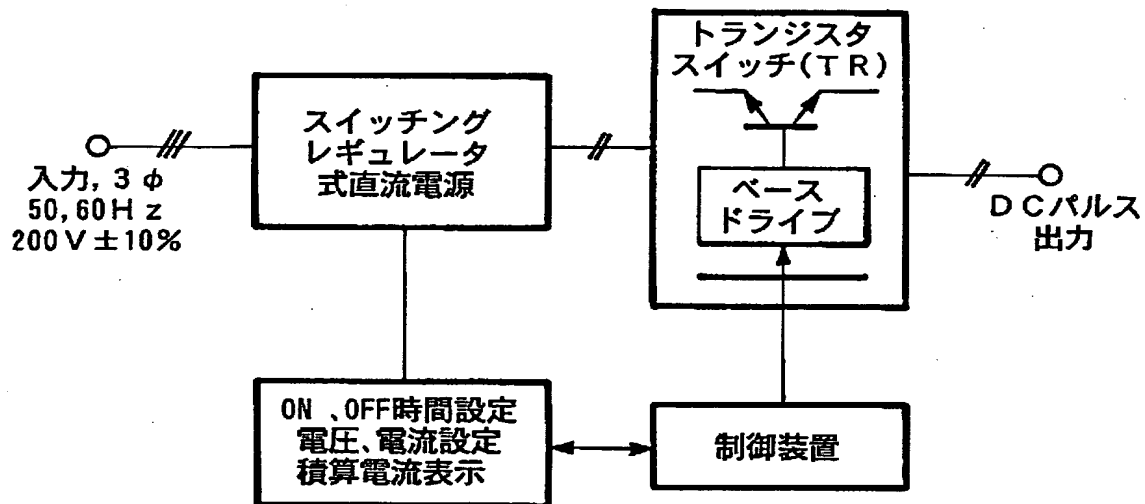 トランジスタ
スイッチ(TR)
スイッチング
レギュレータ
式直流電源
入力, 3φ
50, 60Hz
200V±10%
ベース
ドライブ
DCパルス
出力
ON 、OFF時間設定
電圧、電流設定
積算電流表示
制御装置